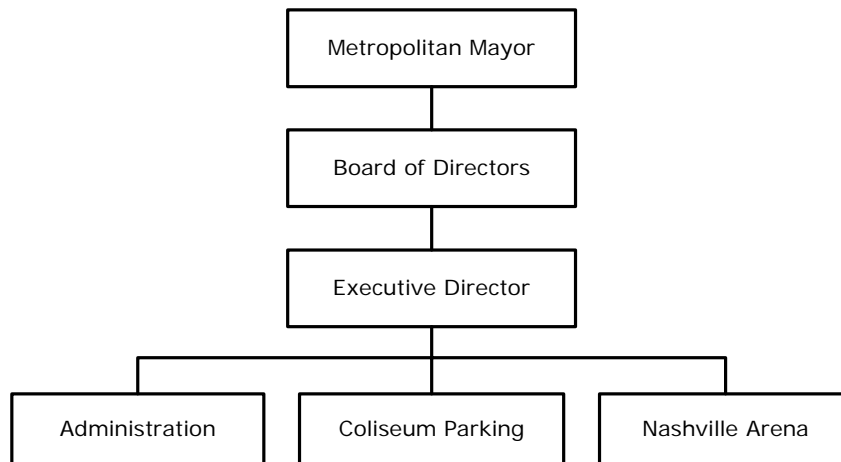 Metropolitan Mayor
Board of Directors
Executive Director
Administration
Coliseum Parking
Nashville Arena